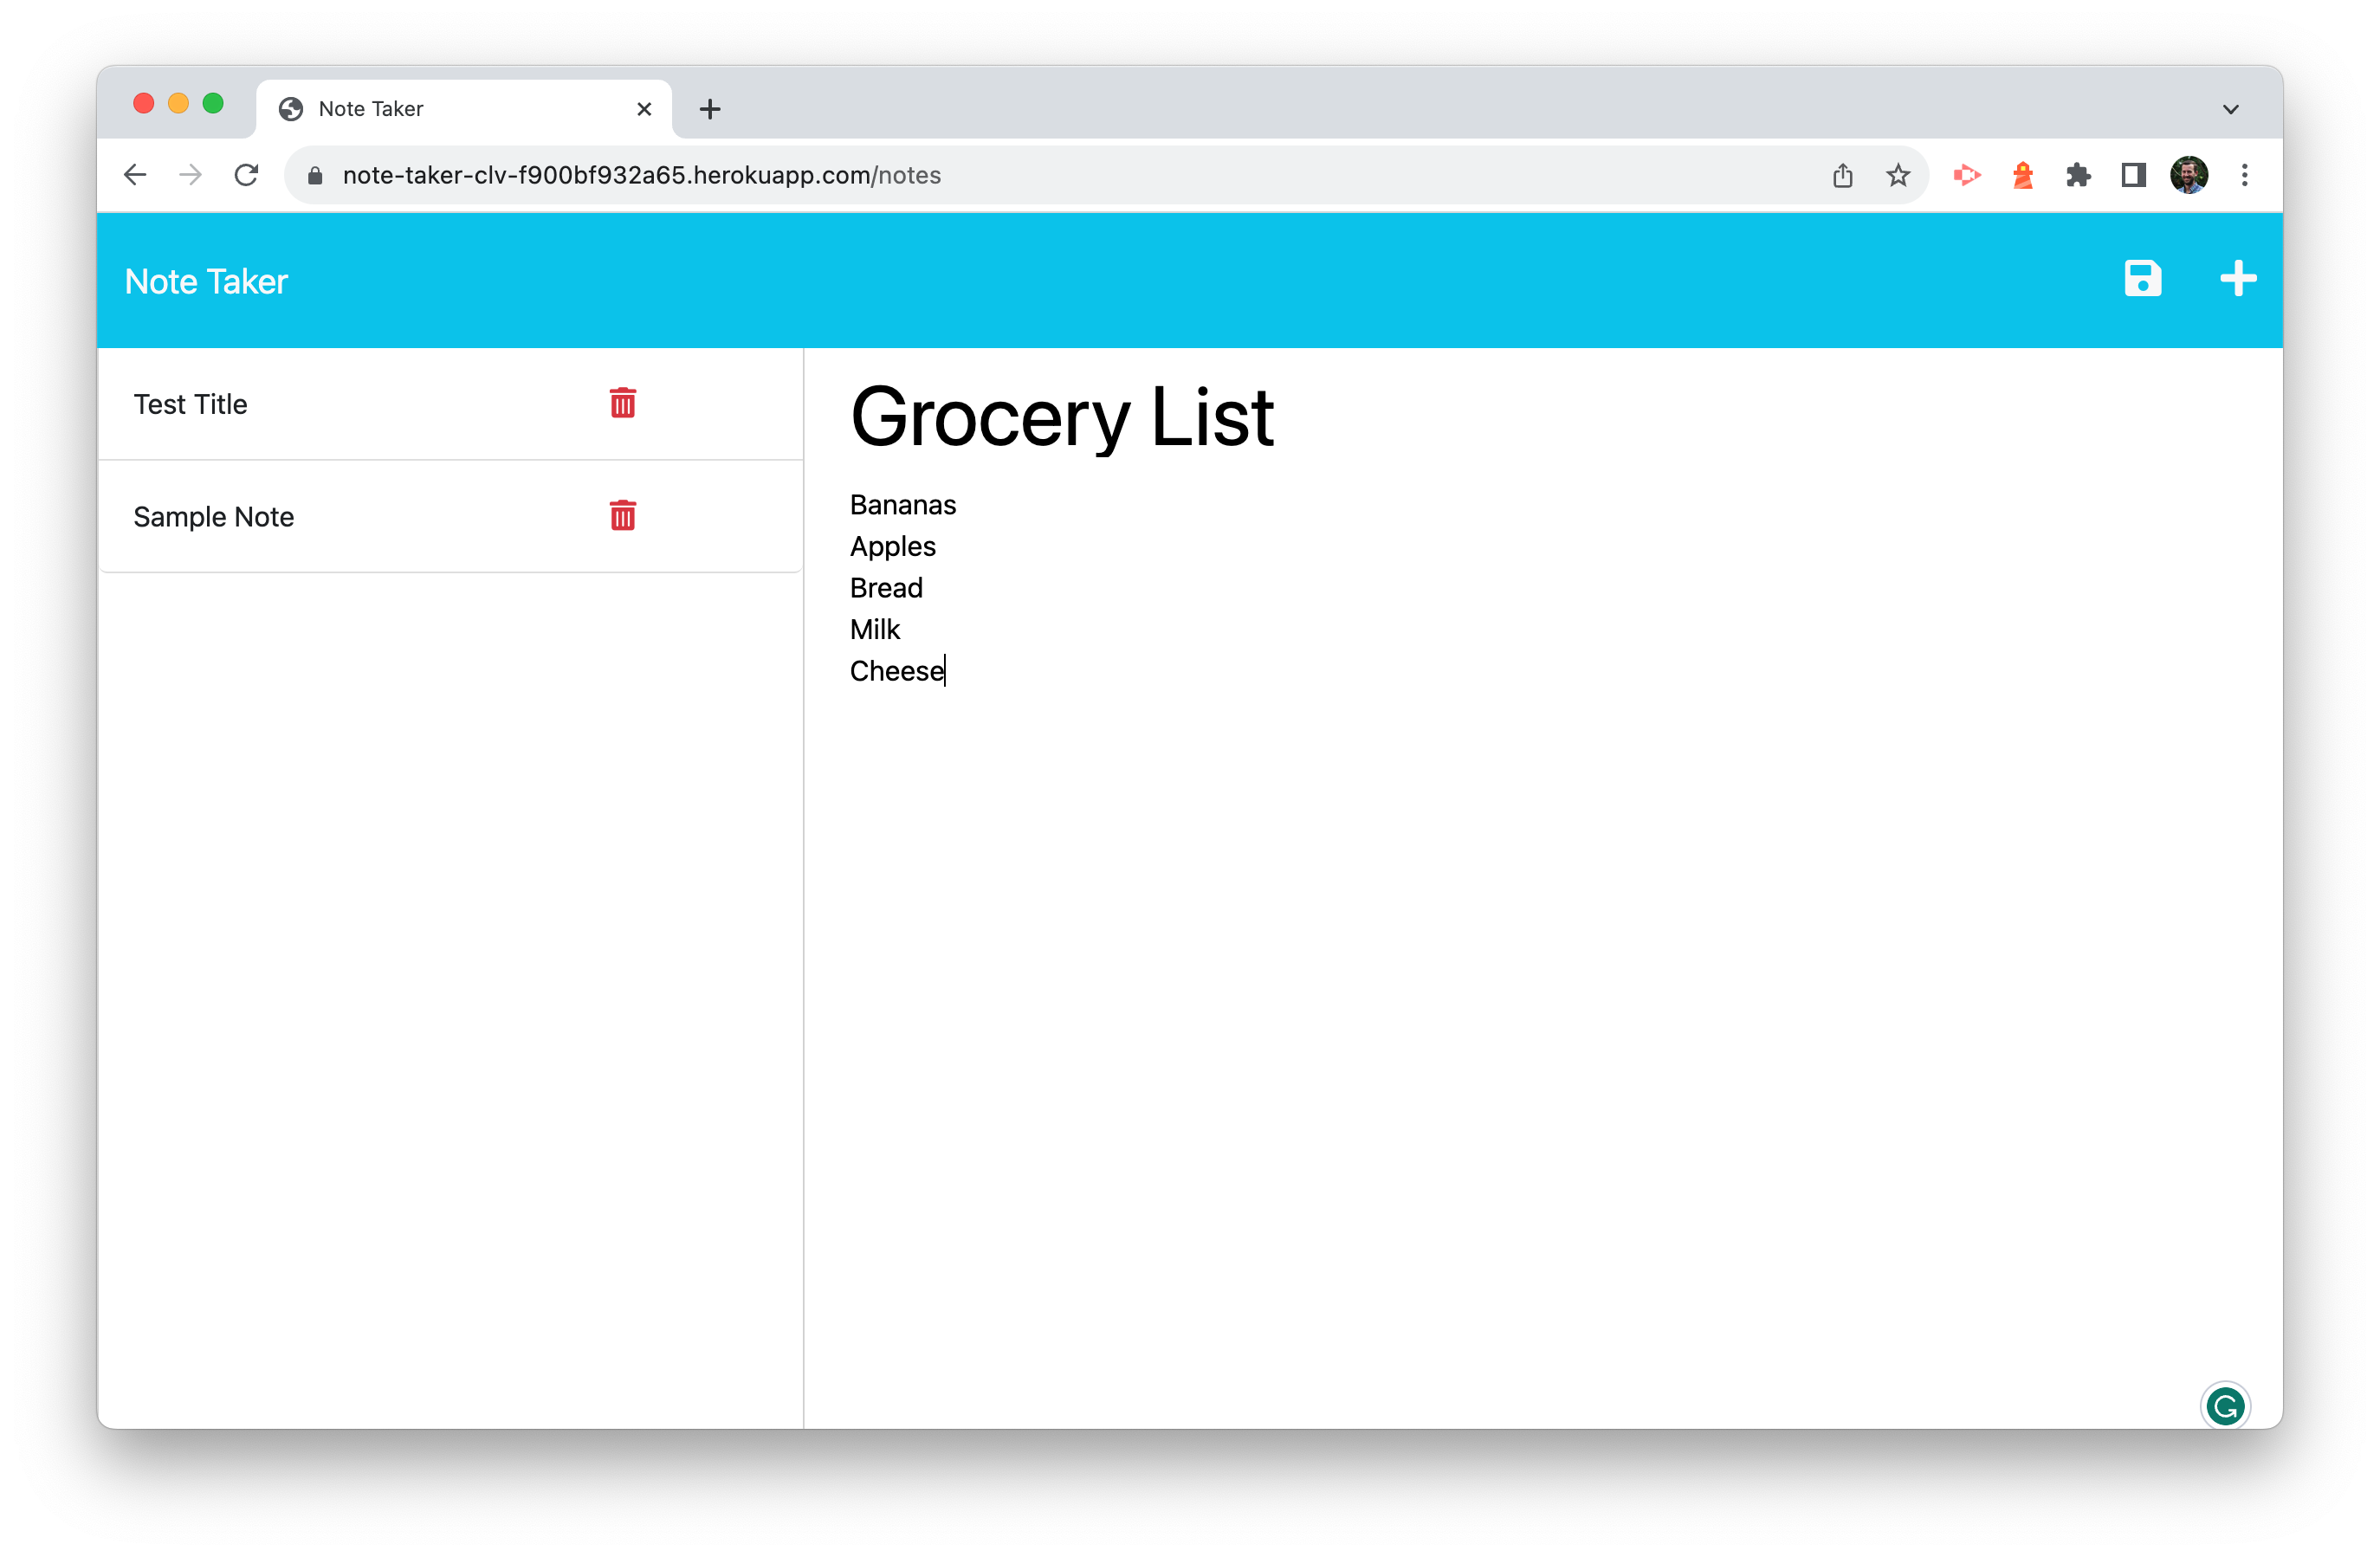 Note Taker
note-taker-clv-f900bf932a65.herokuapp.com/notes
Note Taker
Test Title
Sample Note
Grocery List
Bananas
Apples
Bread
Milk
Cheese